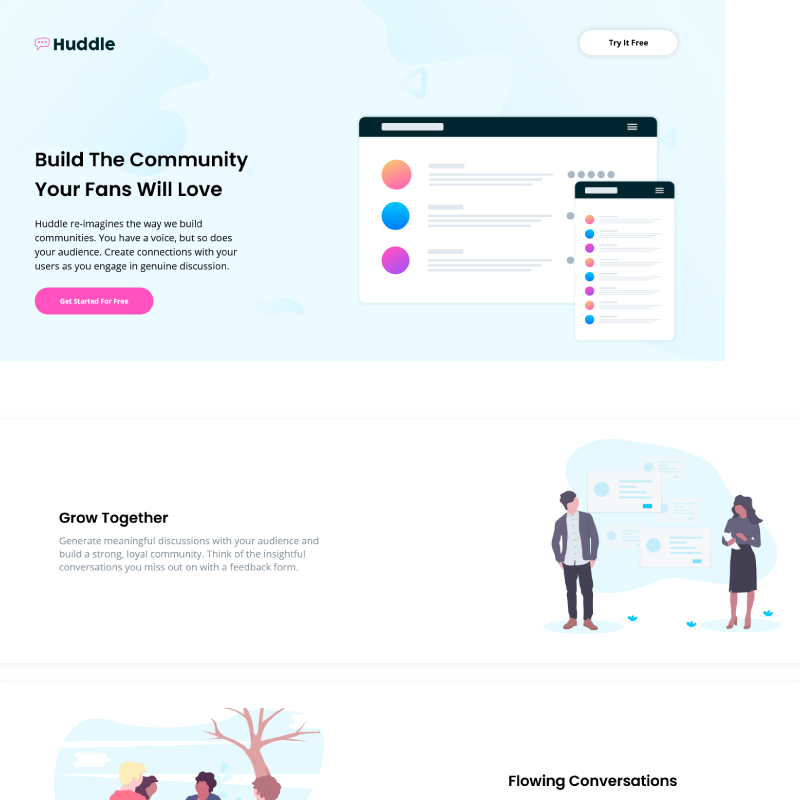 Huddle
Try It Free
Build The Community
Your Fans Will Love
Huddle re-imagines the way we build
communities. You have a voice, but so does
your audience. Create connections with your
users as you engage in genuine discussion.
Get Started For Free
Grow Together
Generate meaningful discussions with your audience and
build a strong, loyal community. Think of the insightful
conversations you miss out on with a feedback form.
Flowing Conversations